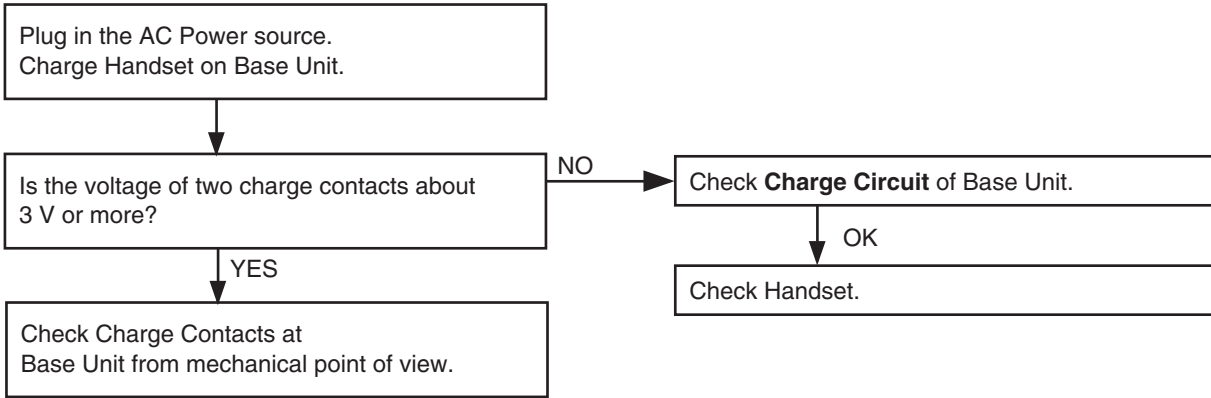 Plug in the AC Power source.
Charge Handset on Base Unit.
Is the voltage of two charge contacts about
3 V or more?
NO
Check Charge Circuit of Base Unit.
OK
Check Handset.
YES
Check Charge Contacts at
Base Unit from mechanical point of view.